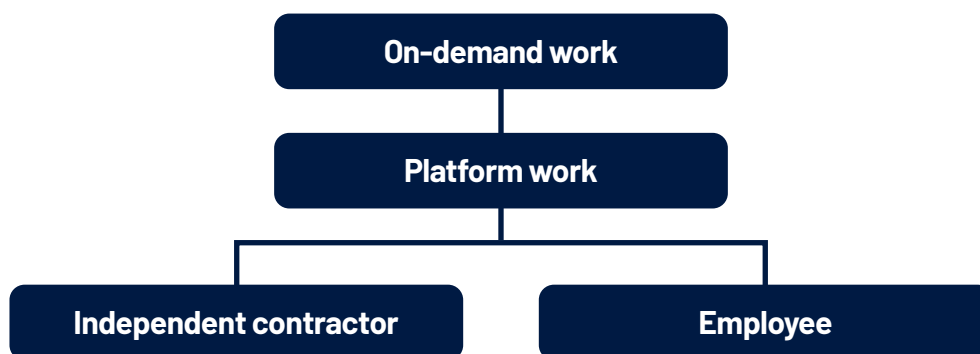 On-demand work
Platform work
Independent contractor
Employee